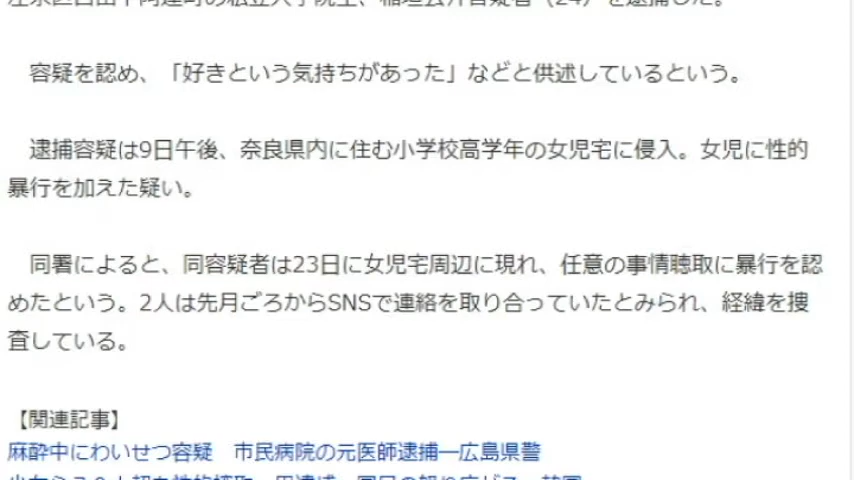 容疑を認め、「好きという気持ちがあった」などと供述しているという。
逮捕容疑は9日午後、奈良県内に住む小学校高学年の女児宅に侵入。女児に性的
暴行を加えた疑い。
同署によると、同容疑者は23日に女児宅周辺に現れ、任意の事情聴取に暴行を認
めたという。2人は先月ごろからSNSで連絡を取り合っていたとみられ、経緯を捜
査している。
【関連記事】
麻酔中にわいせつ容疑　市民病院の元医師逮捕―広島県警